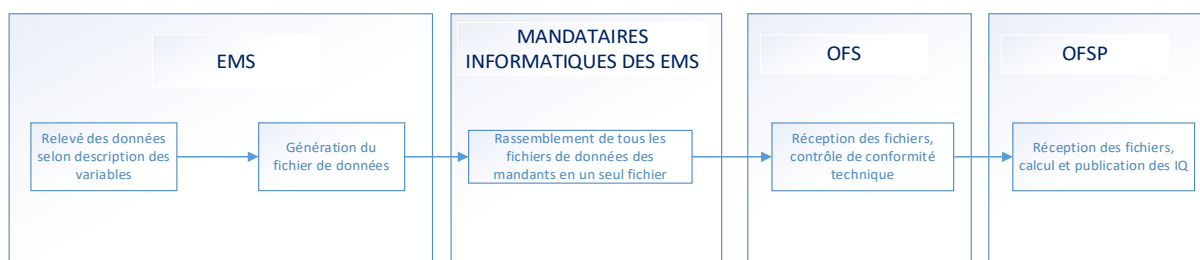 EMS
Relevé des données
selon description des
variables
Génération du
fichier de données
MANDATAIRES
INFORMATIQUES DES EMS
Rassemblement de tous les
fichiers de données des
mandants en un seul fichier
OFS
Réception des fichiers,
contrôle de conformité
technique
OFSP
Réception des fichiers,
calcul et publication des IQ